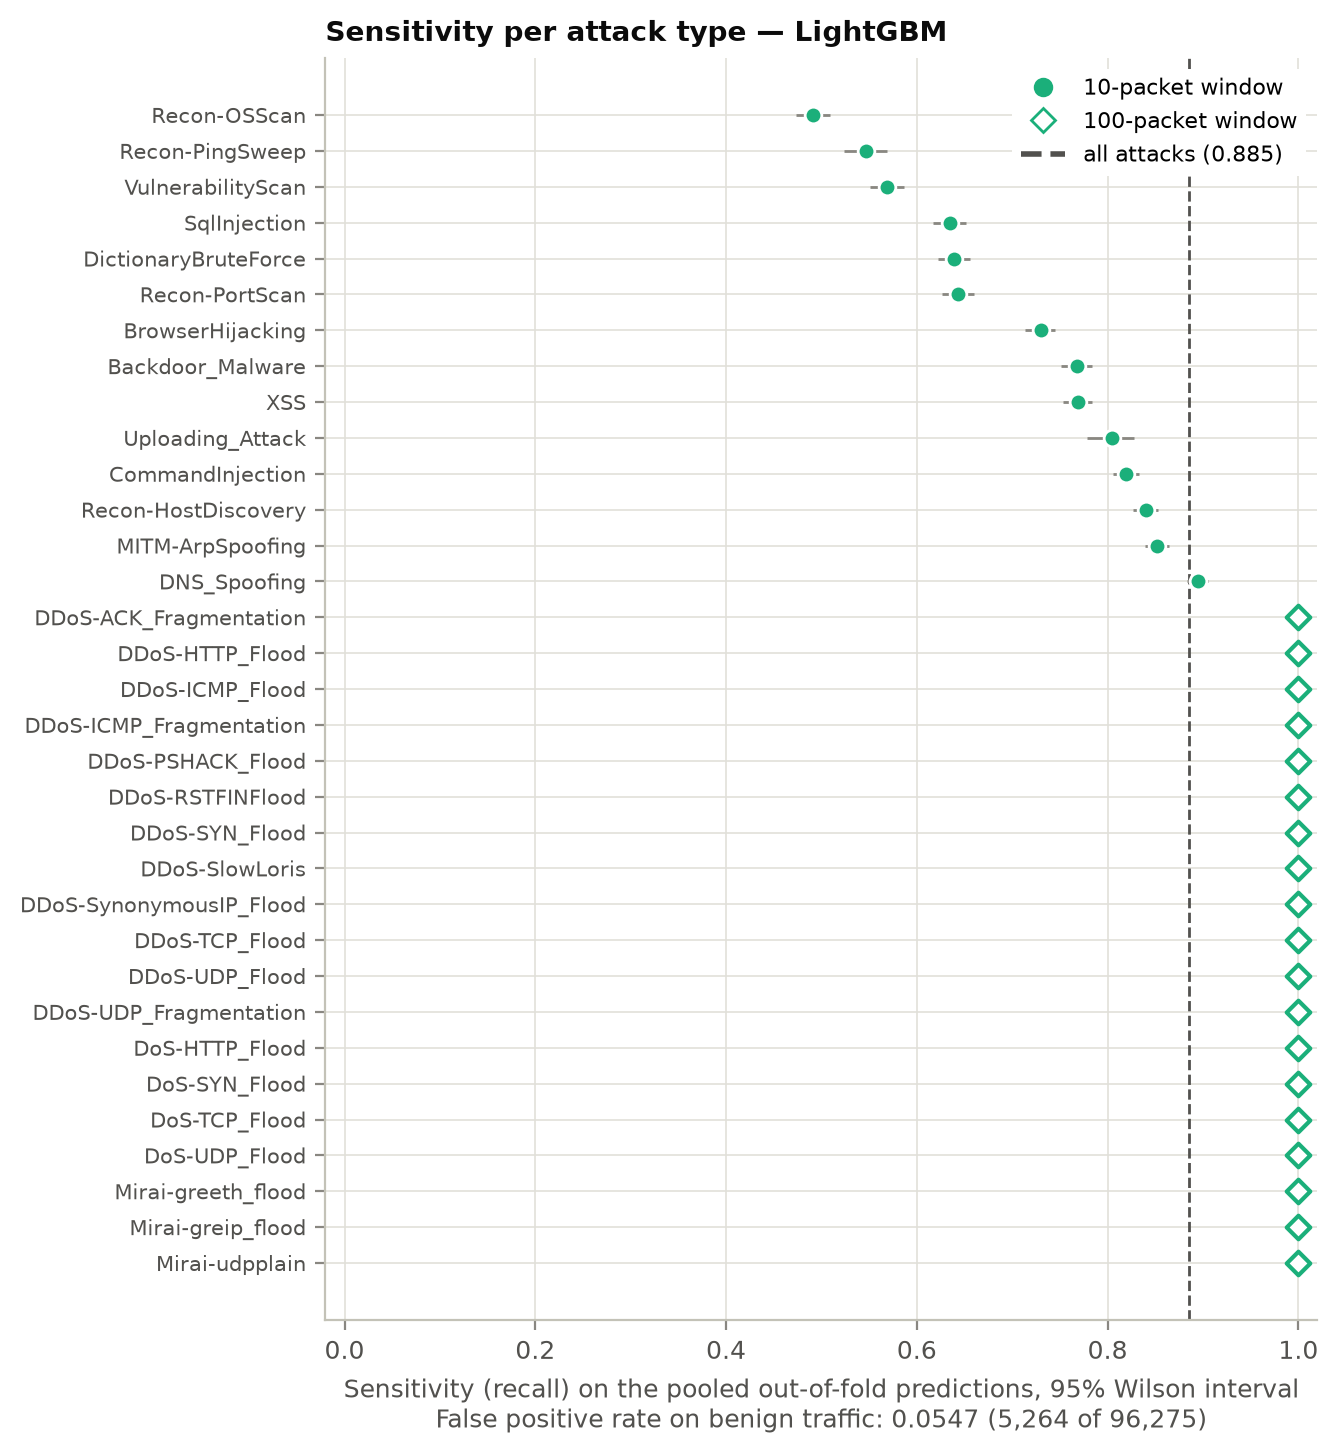 Sensitivity per attack type — LightGBM
10-packet window
100-packet window
all attacks (0.885)
Recon-OSScan
Recon-PingSweep
VulnerabilityScan
SqlInjection
DictionaryBruteForce
Recon-PortScan
BrowserHijacking
Backdoor_Malware
XSS
Uploading_Attack
CommandInjection
Recon-HostDiscovery
MITM-ArpSpoofing
DNS_Spoofing
DDoS-ACK_Fragmentation
DDoS-HTTP_Flood
DDoS-ICMP_Flood
DDoS-ICMP_Fragmentation
DDoS-PSHACK_Flood
DDoS-RSTFINFlood
DDoS-SYN_Flood
DDoS-SlowLoris
DDoS-SynonymousIP_Flood
DDoS-TCP_Flood
DDoS-UDP_Flood
DDoS-UDP_Fragmentation
DoS-HTTP_Flood
DoS-SYN_Flood
DoS-TCP_Flood
DoS-UDP_Flood
Mirai-greeth_flood
Mirai-greip_flood
Mirai-udpplain
0.0 0.2 0.4 0.6 0.8 1.0
Sensitivity (recall) on the pooled out-of-fold predictions, 95% Wilson interval
False positive rate on benign traffic: 0.0547 (5,264 of 96,275)